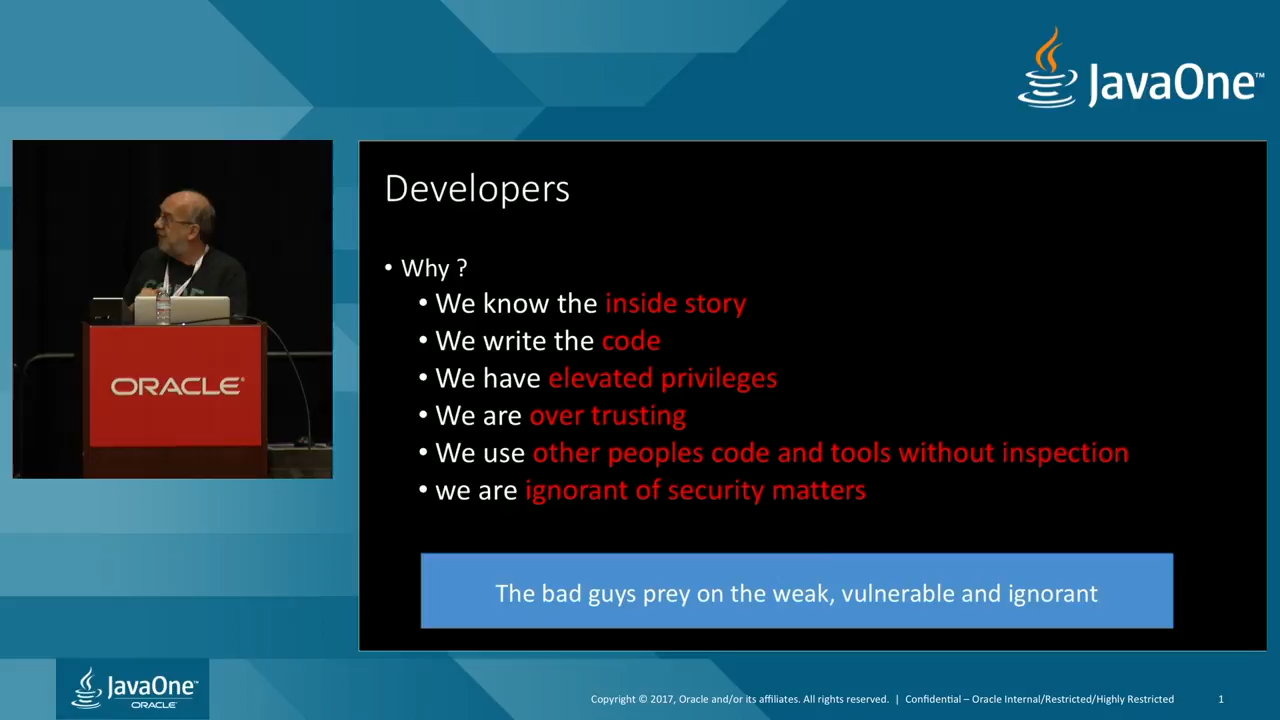 JavaOne™
Developers
• Why ?
• We know the inside story
• We write the code
• We have elevated privileges
• We are over trusting
• We use other peoples code and tools without inspection
• we are ignorant of security matters
The bad guys prey on the weak, vulnerable and ignorant
ORACLE®
JavaOne™
ORACLE®
Copyright © 2017, Oracle and/or its affiliates. All rights reserved. | Confidential – Oracle Internal/Restricted/Highly Restricted 1